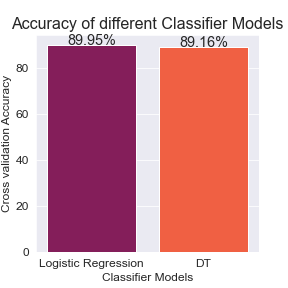 Accuracy of different Classifier Models
89.95%
89.16%
80
60
40
20
0
Cross validation Accuracy
Logistic Regression
DT
Classifier Models